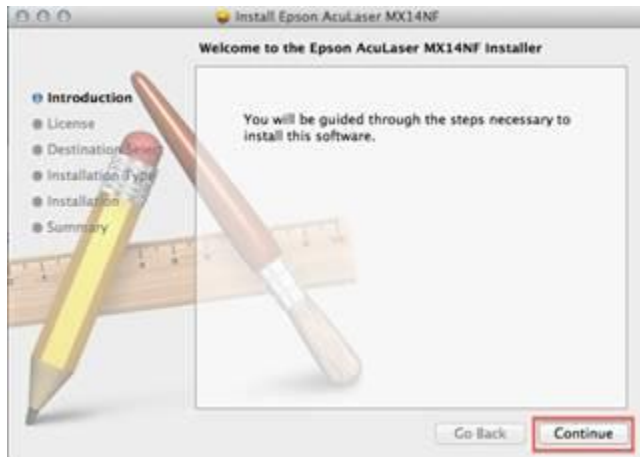 Install Epson AcuLaser MX14NF
Welcome to the Epson AcuLaser MX14NF Installer
Introduction
License
Destination Select
Installation Type
Installation
Summary
You will be guided through the steps necessary to
install this software.
Go Back
Continue